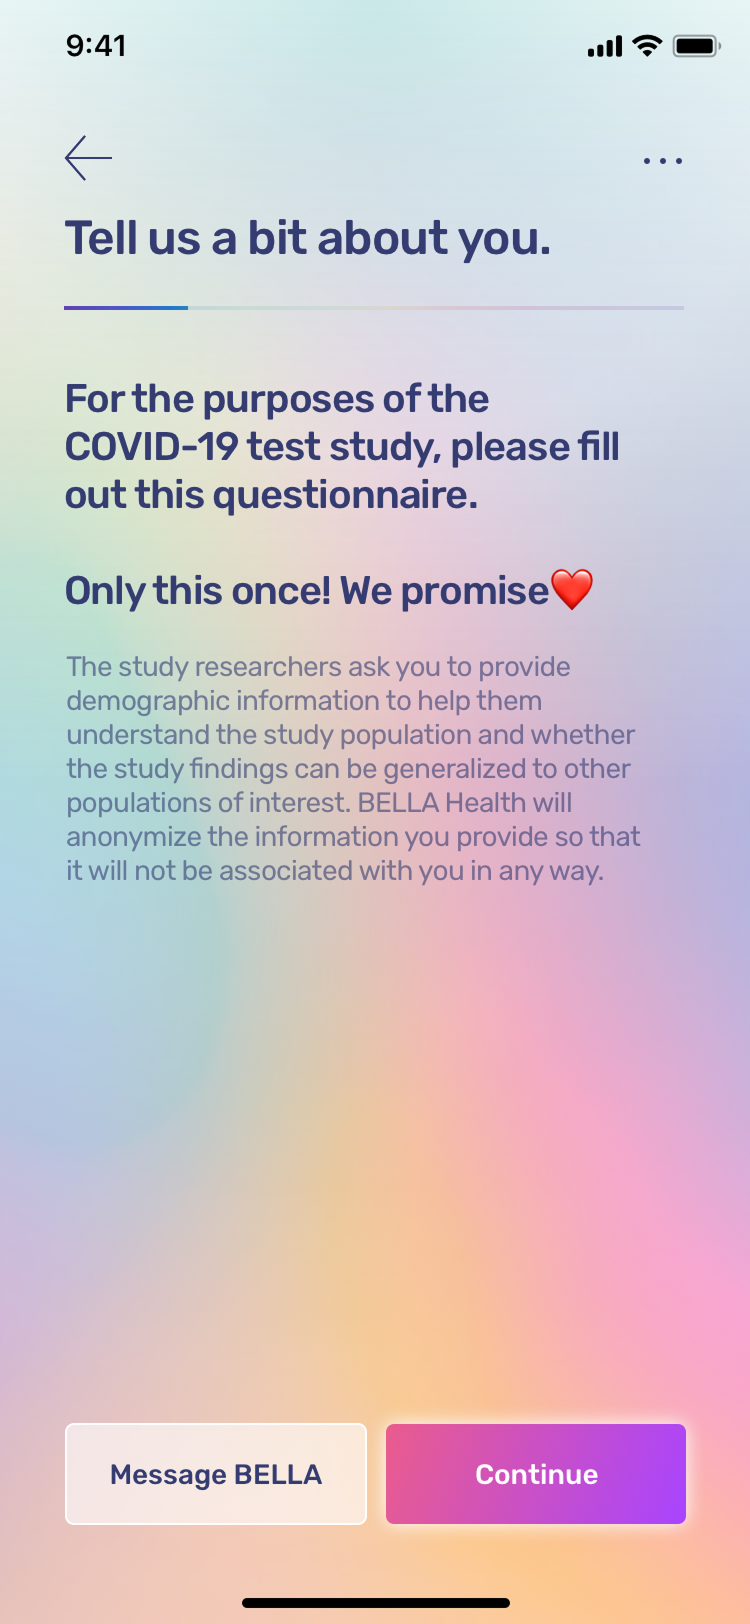 9:41
Tell us a bit about you.
For the purposes of the
COVID-19 test study, please fill
out this questionnaire.
Only this once! We promise❤️
The study researchers ask you to provide
demographic information to help them
understand the study population and whether
the study findings can be generalized to other
populations of interest. BELLA Health will
anonymize the information you provide so that
it will not be associated with you in any way.
Message BELLA
Continue